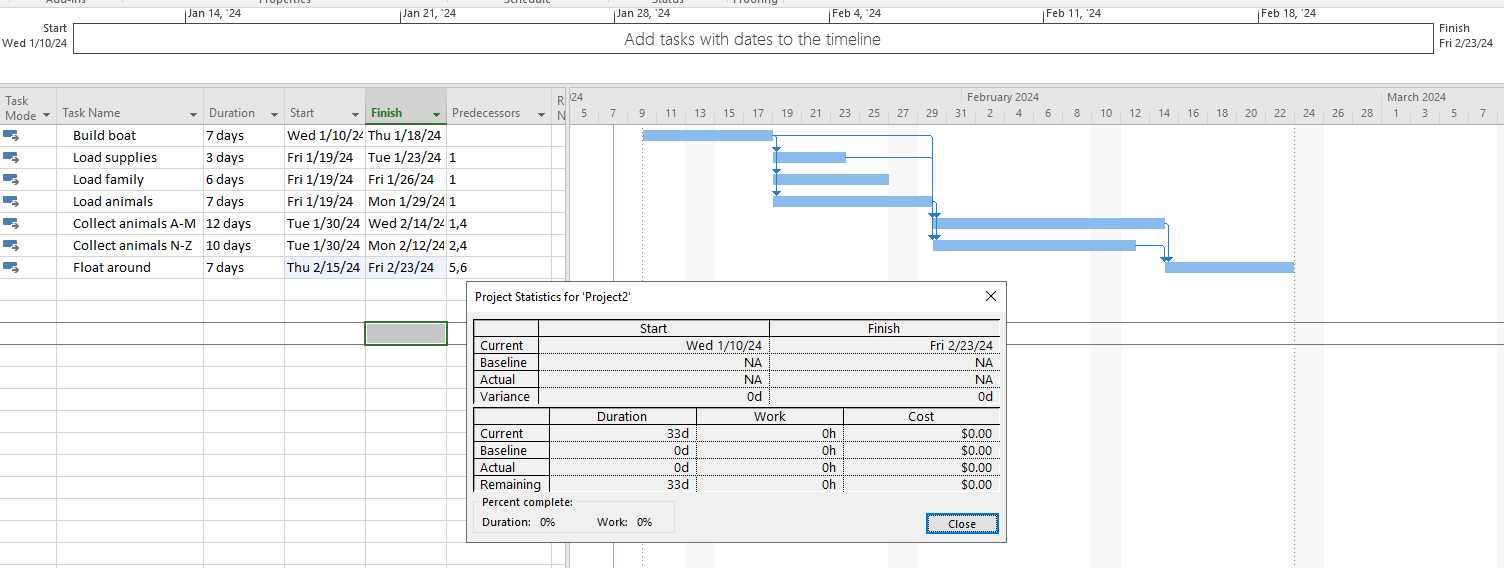 Add-ins Properties Schedule Status Proofing
Jan 14, '24 Jan 21, '24 Jan 28, '24 Feb 4, '24 Feb 11, '24 Feb 18, '24
Start
Wed 1/10/24
Add tasks with dates to the timeline
Finish
Fri 2/23/24
Task Mode Task Name Duration Start Finish Predecessors R N
Build boat 7 days Wed 1/10/24 Thu 1/18/24
Load supplies 3 days Fri 1/19/24 Tue 1/23/24 1
Load family 6 days Fri 1/19/24 Fri 1/26/24 1
Load animals 7 days Fri 1/19/24 Mon 1/29/24 1
Collect animals A-M 12 days Tue 1/30/24 Wed 2/14/24 1,4
Collect animals N-Z 10 days Tue 1/30/24 Mon 2/12/24 2,4
Float around 7 days Thu 2/15/24 Fri 2/23/24 5,6
24 February 2024 March 2024
5 7 9 11 13 15 17 19 21 23 25 27 29 31 2 4 6 8 10 12 14 16 18 20 22 24 26 28 1 3 5 7
Project Statistics for 'Project2'
Start Finish
Current Wed 1/10/24 Fri 2/23/24
Baseline NA NA
Actual NA NA
Variance 0d 0d
Duration Work Cost
Current 33d 0h $0.00
Baseline 0d 0h $0.00
Actual 0d 0h $0.00
Remaining 33d 0h $0.00
Percent complete:
Duration: 0% Work: 0%
Close